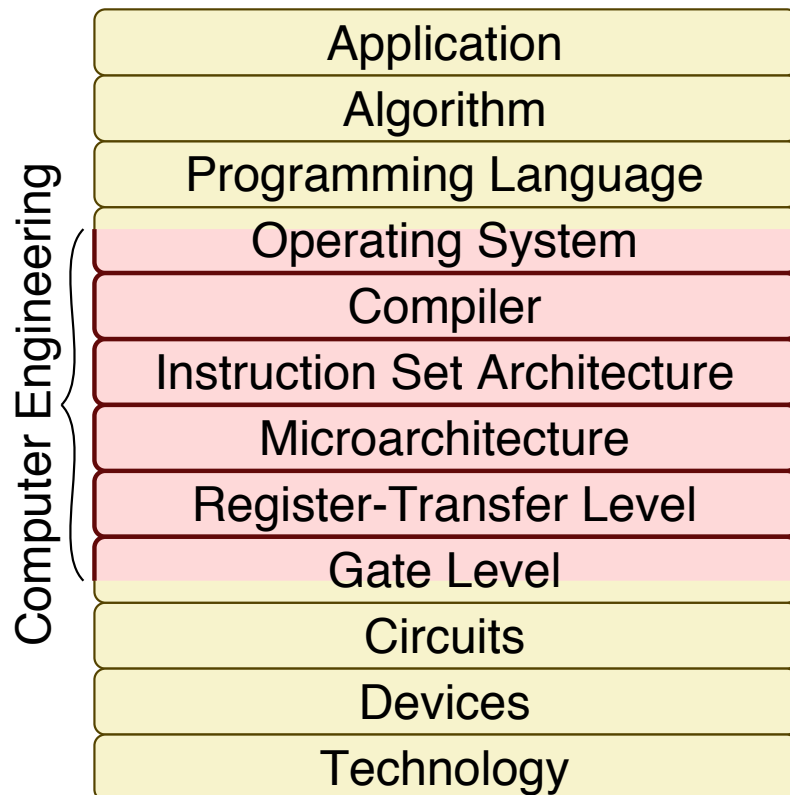 Application
Algorithm
Programming Language
Operating System
Compiler
Instruction Set Architecture
Microarchitecture
Register-Transfer Level
Gate Level
Circuits
Devices
Technology
Computer Engineering